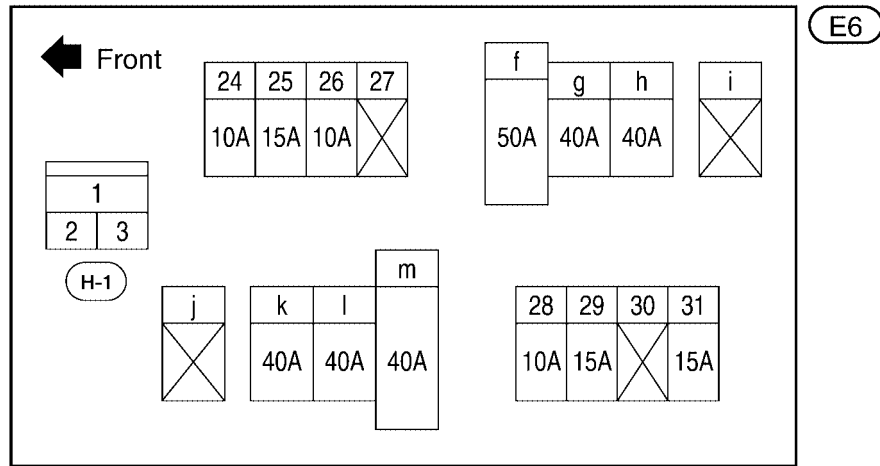 E6
Front
f
24 25 26 27
g h i
10A 15A 10A
50A 40A 40A
1
2 3
H-1
m
j k l
28 29 30 31
40A 40A 40A
10A 15A 15A